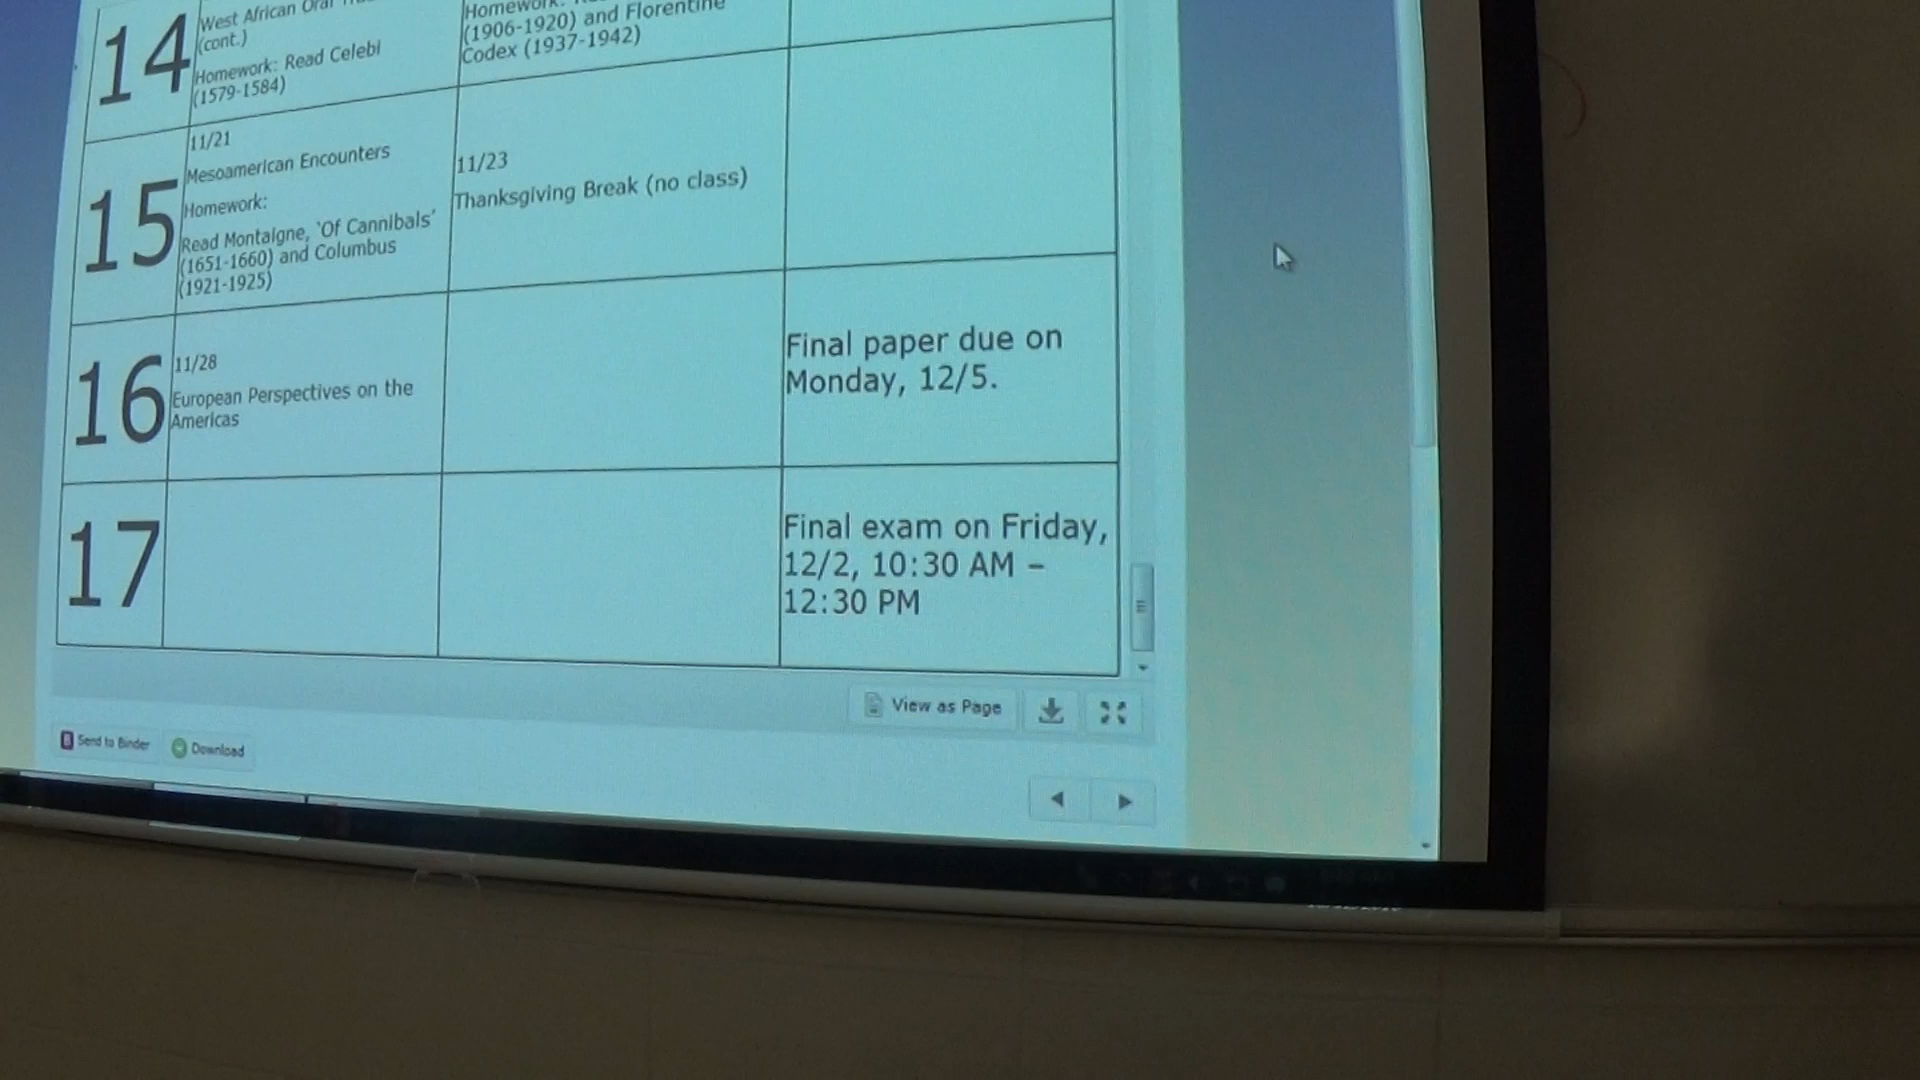 14
West African Oral
(cont.)
Homework: Read Celebi
(1579-1584)
Homework:
(1906-1920) and Florentine
Codex (1937-1942)
15
11/21
Mesoamerican Encounters
Homework:
Read Montaigne, 'Of Cannibals'
(1651-1660) and Columbus
(1921-1925)
11/23
Thanksgiving Break (no class)
16
11/28
European Perspectives on the
Americas
Final paper due on
Monday, 12/5.
17
Final exam on Friday,
12/2, 10:30 AM –
12:30 PM
View as Page
Send to Binder
Download